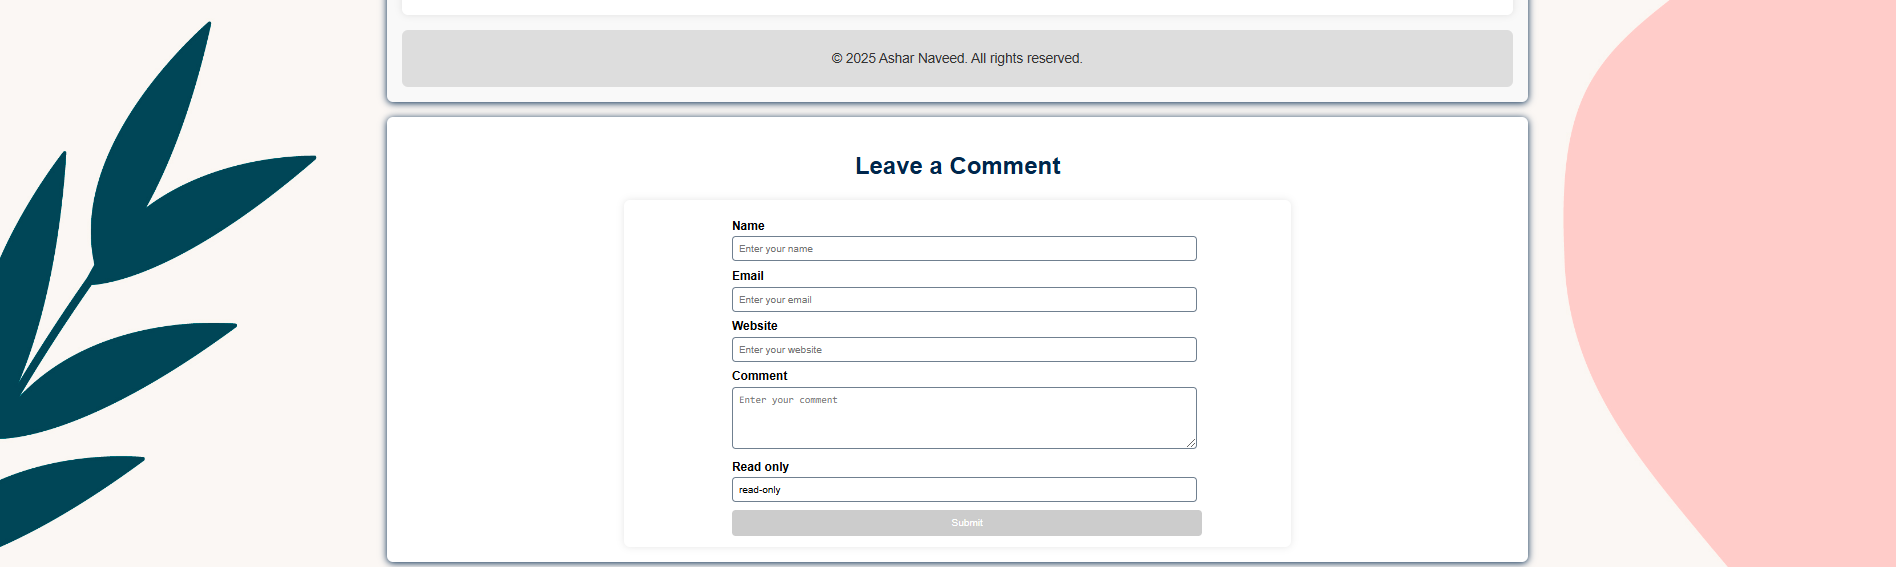 © 2025 Ashar Naveed. All rights reserved.
Leave a Comment
Name
Enter your name
Email
Enter your email
Website
Enter your website
Comment
Enter your comment
Read only
read-only
Submit